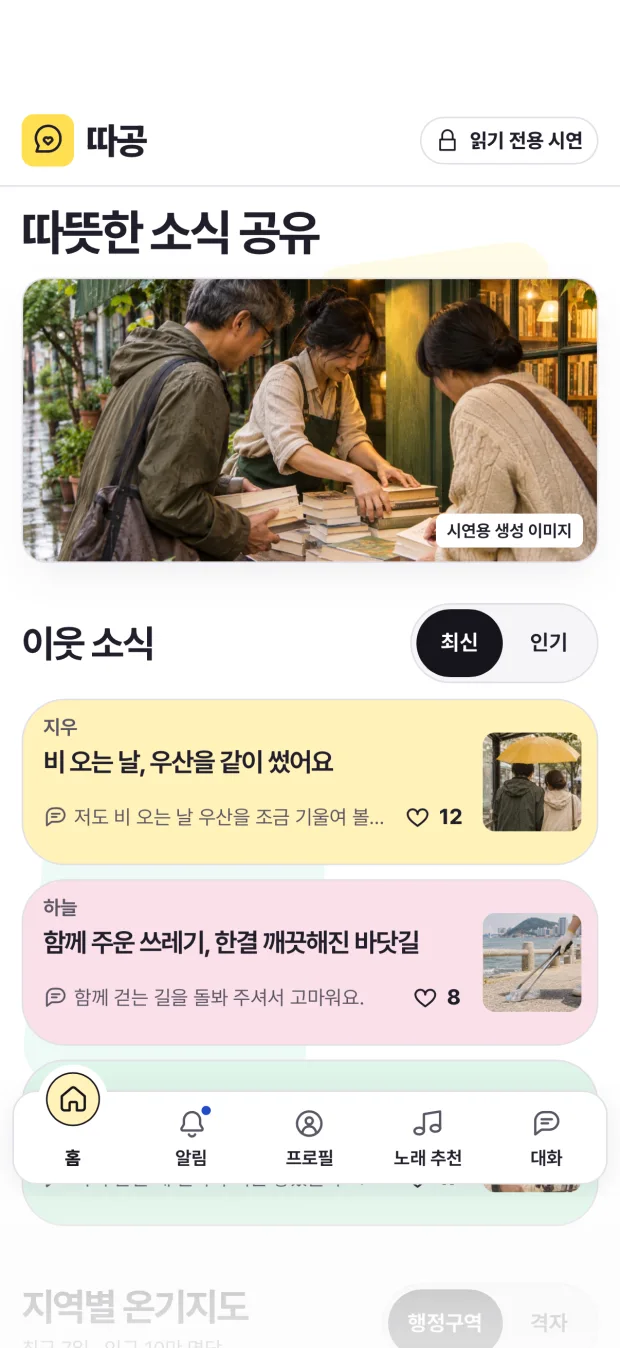 따공
읽기 전용 시연
따뜻한 소식 공유
시연용 생성 이미지
이웃 소식
최신
인기
지우
비 오는 날, 우산을 같이 썼어요
저도 비 오는 날 우산을 조금 기울여 볼...
12
하늘
함께 주운 쓰레기, 한결 깨끗해진 바닷길
함께 걷는 길을 돌봐 주셔서 고마워요.
8
홈
알림
프로필
노래 추천
대화
지역별 온기지도
행정구역
격자